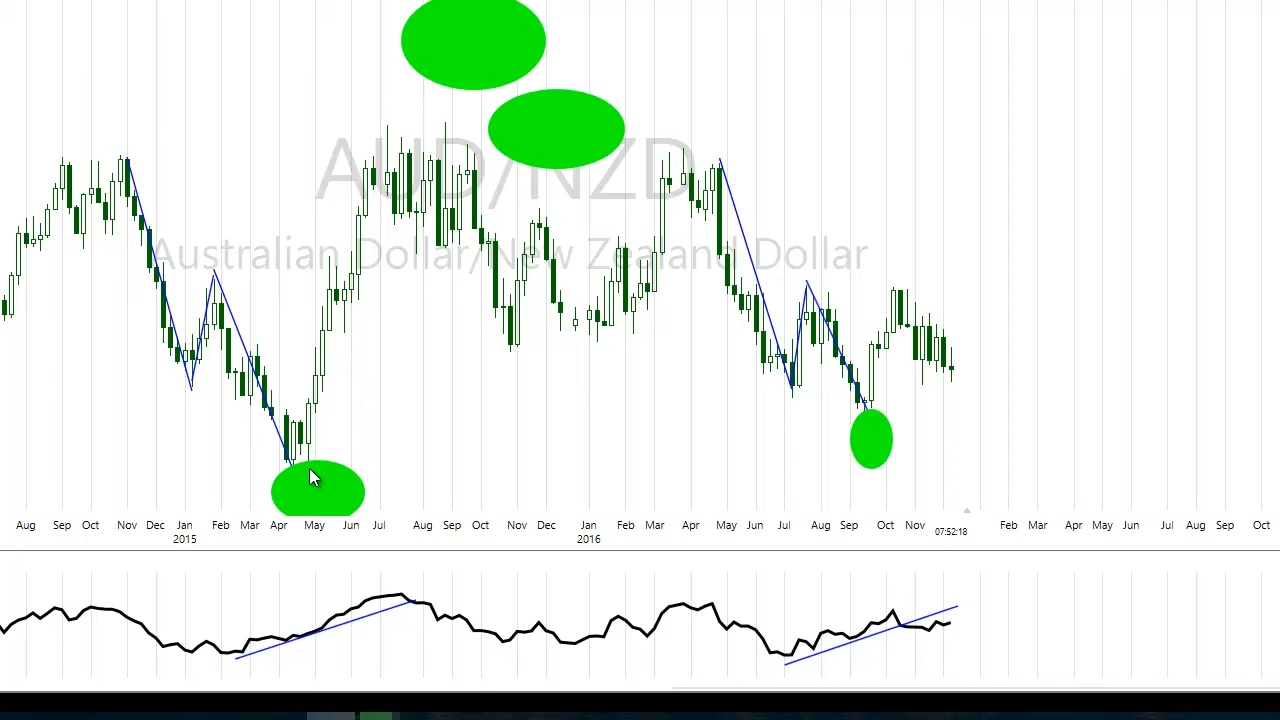 AUD/NZD
Australian Dollar/New Zealand Dollar
Aug Sep Oct Nov Dec Jan Feb Mar Apr May Jun Jul Aug Sep Oct Nov Dec Jan Feb Mar Apr May Jun Jul Aug Sep Oct Nov Feb Mar Apr May Jun Jul Aug Sep Oct
2015 2016 07:52:18